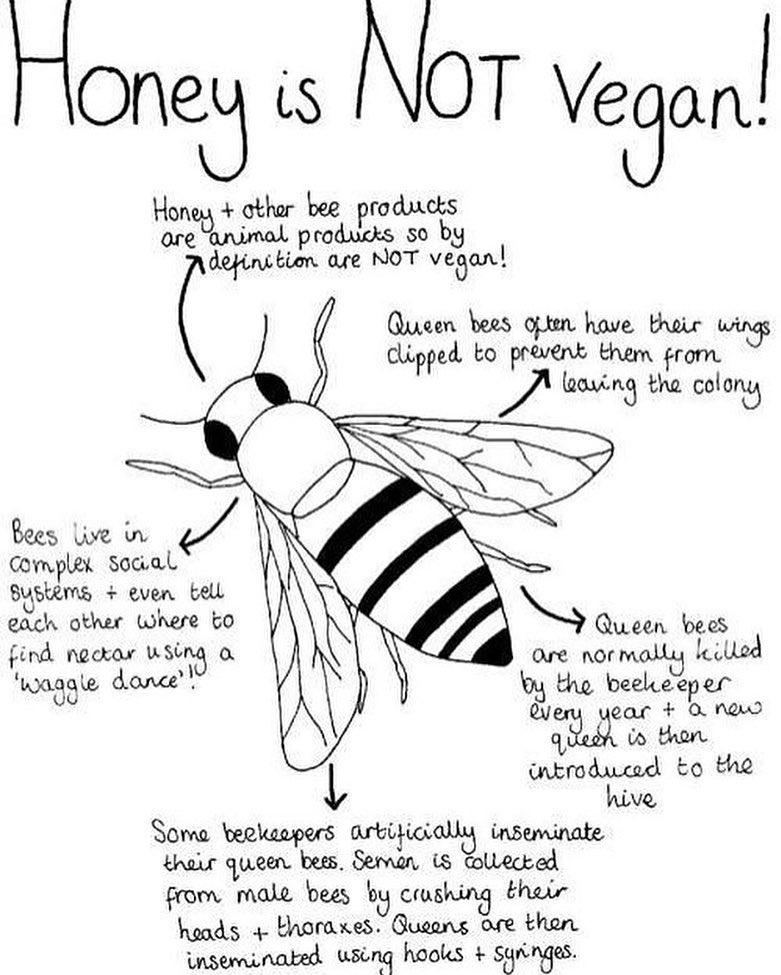 Honey is NOT vegan!
Honey + other bee products
are animal products so by
definition are NOT vegan!
Queen bees often have their wings
clipped to prevent them from
leaving the colony
Bees live in
complex social
systems + even tell
each other where to
find nectar using a
'waggle dance'!
Queen bees
are normally killed
by the beekeeper
every year + a new
queen is then
introduced to the
hive
Some beekeepers artificially inseminate
their queen bees. Semen is collected
from male bees by crushing their
heads + thoraxes. Queens are then
inseminated using hooks + syringes.